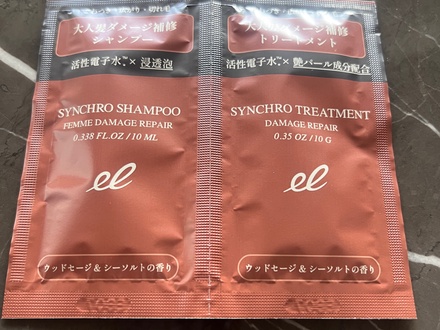 大人髪ダメージ補修
シャンプー
活性電子水 × 浸透泡
SYNCHRO SHAMPOO
FEMME DAMAGE REPAIR
0.338 FL.OZ / 10 ML
el
ウッドセージ & シーソルトの香り
トリートメント
活性電子水 × 艶パール成分配合
SYNCHRO TREATMENT
DAMAGE REPAIR
0.35 OZ / 10 G
el
ウッドセージ & シーソルトの香り